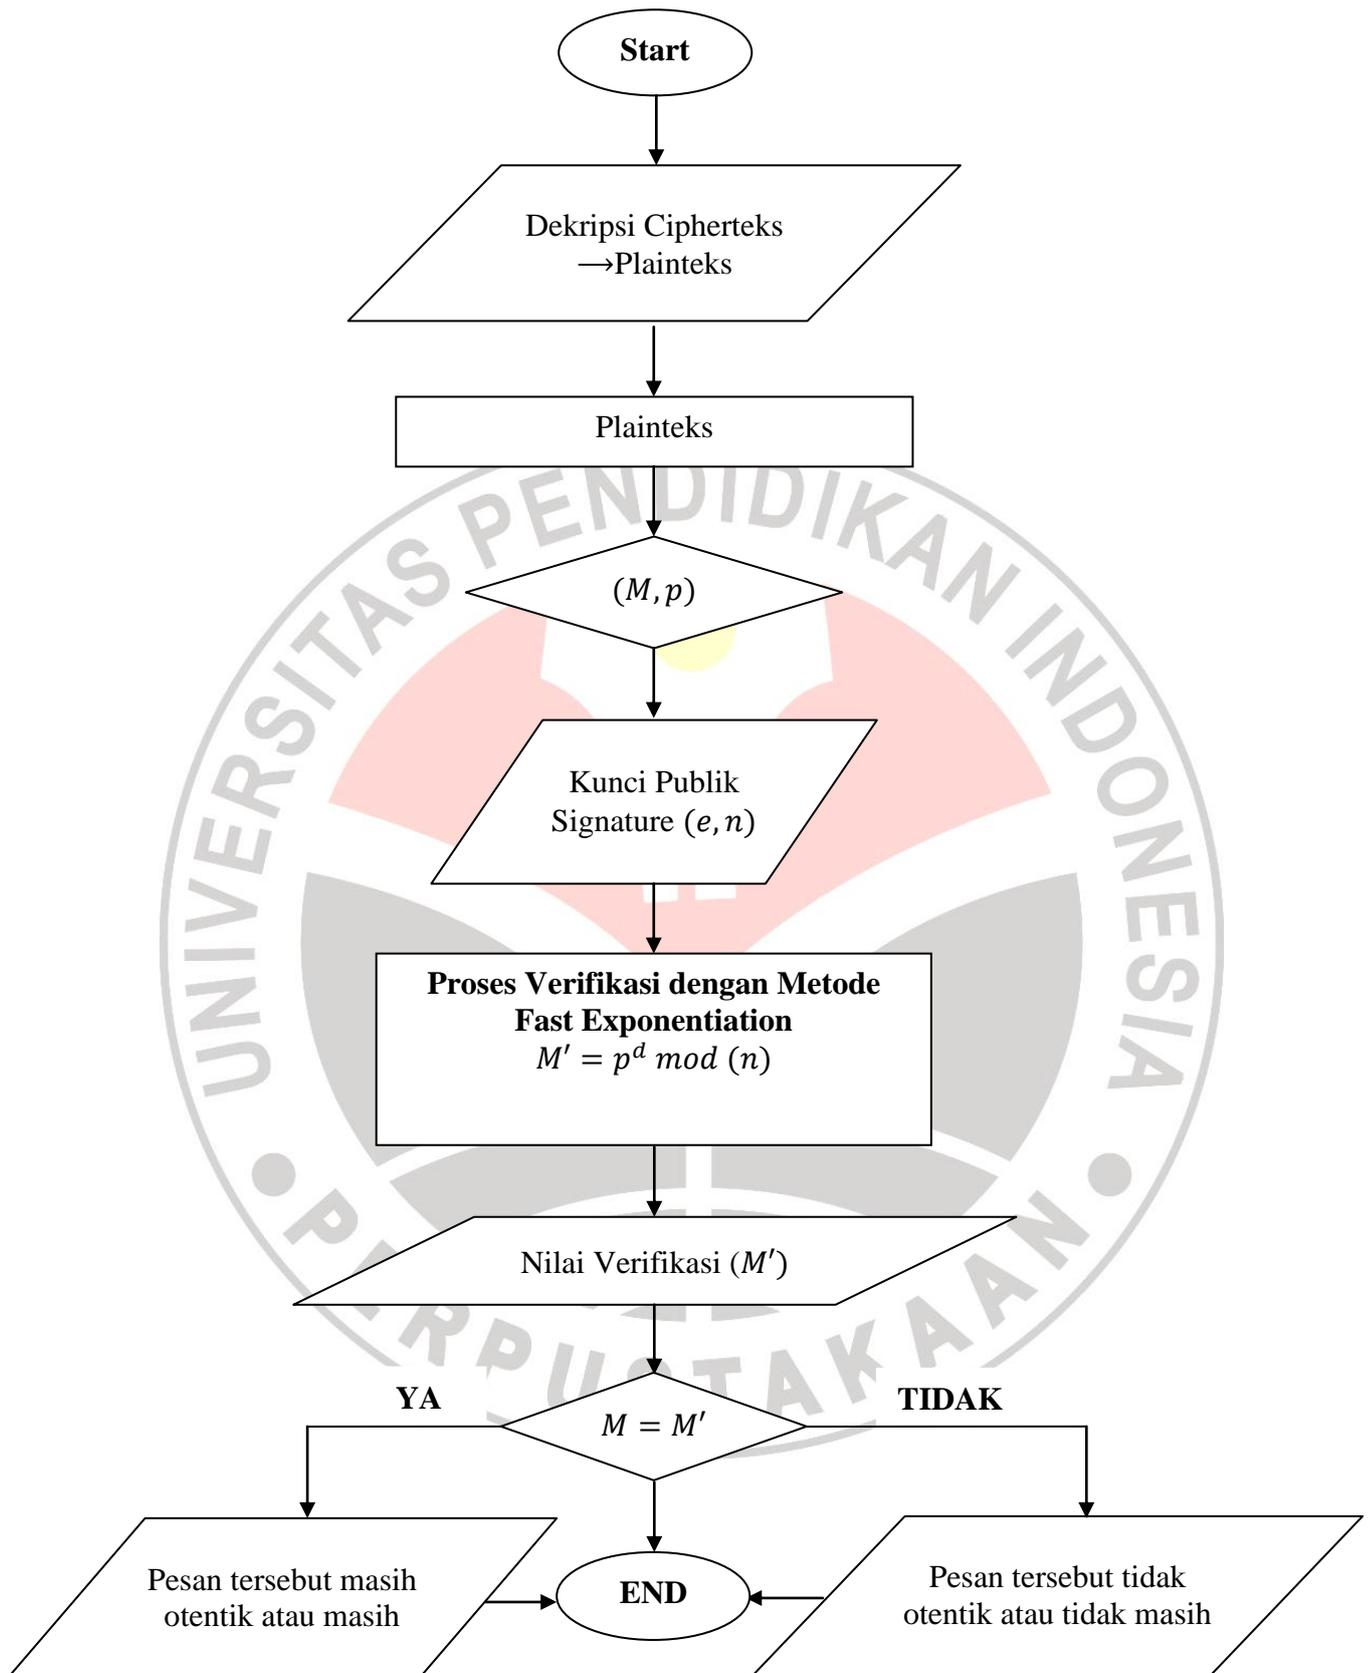 Start
Dekripsi Cipherteks
⟶Plainteks
Plainteks
(M, p)
Kunci Publik
Signature (e, n)
Proses Verifikasi dengan Metode
Fast Exponentiation
M′ = p^d mod (n)
Nilai Verifikasi (M′)
YA
M = M′
TIDAK
Pesan tersebut masih
otentik atau masih
END
Pesan tersebut tidak
otentik atau tidak masih
UNIVERSITAS PENDIDIKAN INDONESIA
PERPUSTAKAAN